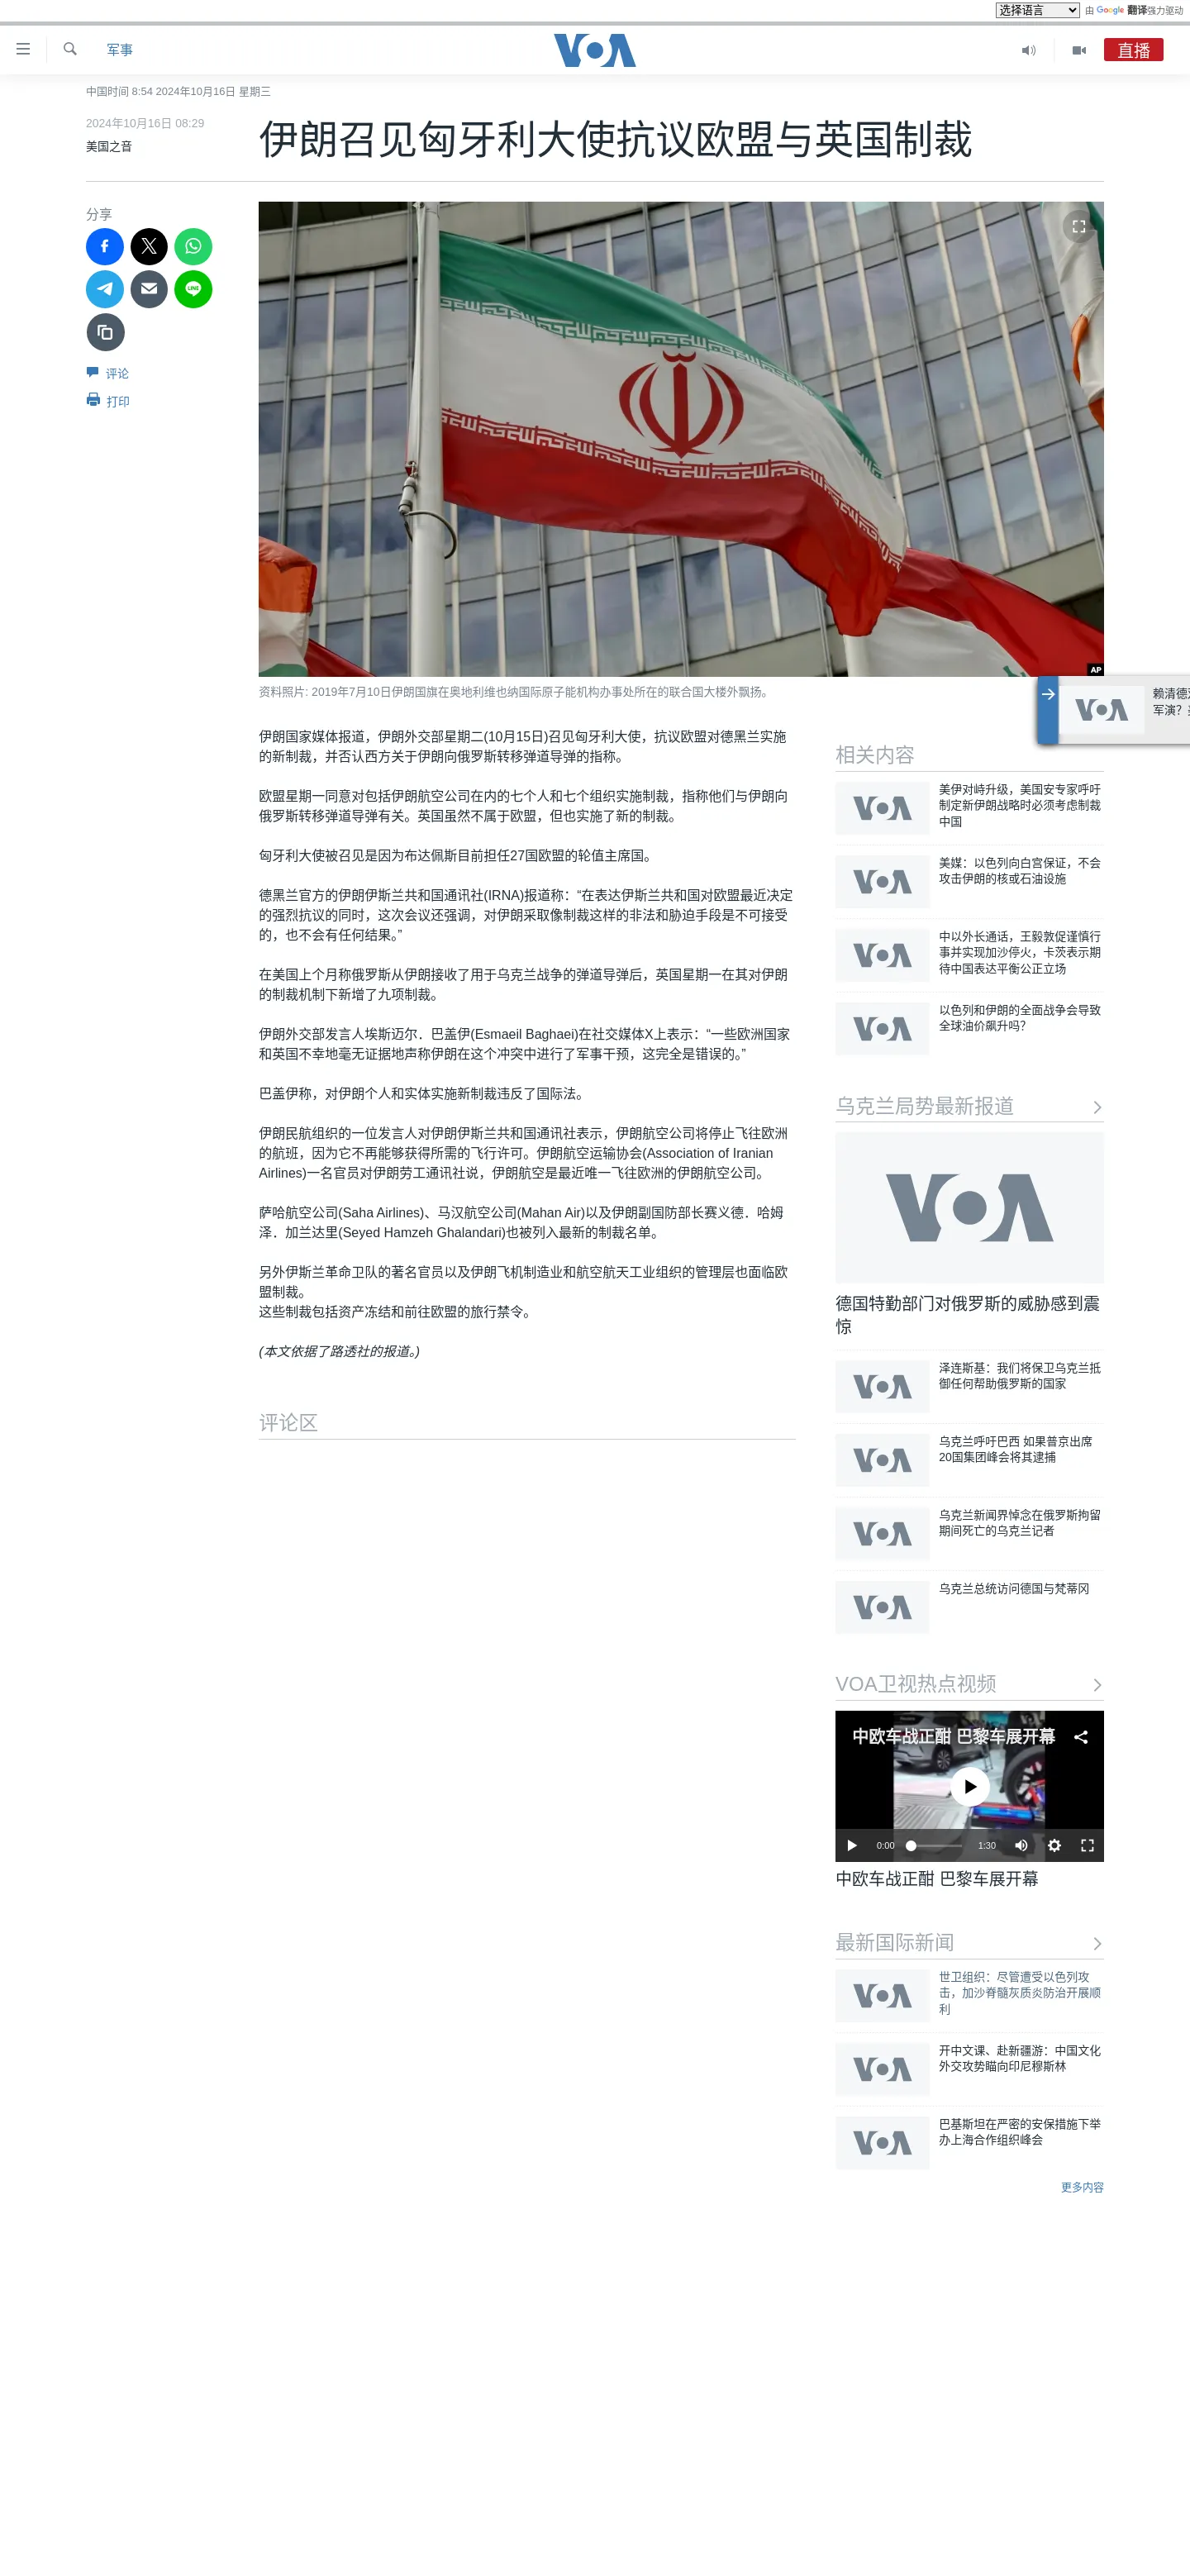 选择语言
由 Google 翻译强力驱动
军事
VOA
直播
中国时间 8:54 2024年10月16日 星期三
2024年10月16日 08:29
美国之音
伊朗召见匈牙利大使抗议欧盟与英国制裁
分享
LINE
评论
打印
AP
资料照片: 2019年7月10日伊朗国旗在奥地利维也纳国际原子能机构办事处所在的联合国大楼外飘扬。
伊朗国家媒体报道，伊朗外交部星期二(10月15日)召见匈牙利大使，抗议欧盟对德黑兰实施
的新制裁，并否认西方关于伊朗向俄罗斯转移弹道导弹的指称。
欧盟星期一同意对包括伊朗航空公司在内的七个人和七个组织实施制裁，指称他们与伊朗向
俄罗斯转移弹道导弹有关。英国虽然不属于欧盟，但也实施了新的制裁。
匈牙利大使被召见是因为布达佩斯目前担任27国欧盟的轮值主席国。
德黑兰官方的伊朗伊斯兰共和国通讯社(IRNA)报道称：“在表达伊斯兰共和国对欧盟最近决定
的强烈抗议的同时，这次会议还强调，对伊朗采取像制裁这样的非法和胁迫手段是不可接受
的，也不会有任何结果。”
在美国上个月称俄罗斯从伊朗接收了用于乌克兰战争的弹道导弹后，英国星期一在其对伊朗
的制裁机制下新增了九项制裁。
伊朗外交部发言人埃斯迈尔．巴盖伊(Esmaeil Baghaei)在社交媒体X上表示：“一些欧洲国家
和英国不幸地毫无证据地声称伊朗在这个冲突中进行了军事干预，这完全是错误的。”
巴盖伊称，对伊朗个人和实体实施新制裁违反了国际法。
伊朗民航组织的一位发言人对伊朗伊斯兰共和国通讯社表示，伊朗航空公司将停止飞往欧洲
的航班，因为它不再能够获得所需的飞行许可。伊朗航空运输协会(Association of Iranian
Airlines)一名官员对伊朗劳工通讯社说，伊朗航空是最近唯一飞往欧洲的伊朗航空公司。
萨哈航空公司(Saha Airlines)、马汉航空公司(Mahan Air)以及伊朗副国防部长赛义德．哈姆
泽．加兰达里(Seyed Hamzeh Ghalandari)也被列入最新的制裁名单。
另外伊斯兰革命卫队的著名官员以及伊朗飞机制造业和航空航天工业组织的管理层也面临欧
盟制裁。
这些制裁包括资产冻结和前往欧盟的旅行禁令。
(本文依据了路透社的报道。)
评论区
VOA
军演？
相关内容
VOA
美伊对峙升级，美国安专家呼吁
制定新伊朗战略时必须考虑制裁
中国
VOA
美媒：以色列向白宫保证，不会
攻击伊朗的核或石油设施
VOA
中以外长通话，王毅敦促谨慎行
事并实现加沙停火，卡茨表示期
待中国表达平衡公正立场
VOA
以色列和伊朗的全面战争会导致
全球油价飙升吗？
乌克兰局势最新报道
VOA
德国特勤部门对俄罗斯的威胁感到震
惊
VOA
泽连斯基：我们将保卫乌克兰抵
御任何帮助俄罗斯的国家
VOA
乌克兰呼吁巴西 如果普京出席
20国集团峰会将其逮捕
VOA
乌克兰新闻界悼念在俄罗斯拘留
期间死亡的乌克兰记者
VOA
乌克兰总统访问德国与梵蒂冈
VOA卫视热点视频
中欧车战正酣 巴黎车展开幕
0:00
1:30
中欧车战正酣 巴黎车展开幕
最新国际新闻
VOA
世卫组织：尽管遭受以色列攻
击，加沙脊髓灰质炎防治开展顺
利
VOA
开中文课、赴新疆游：中国文化
外交攻势瞄向印尼穆斯林
VOA
巴基斯坦在严密的安保措施下举
办上海合作组织峰会
更多内容